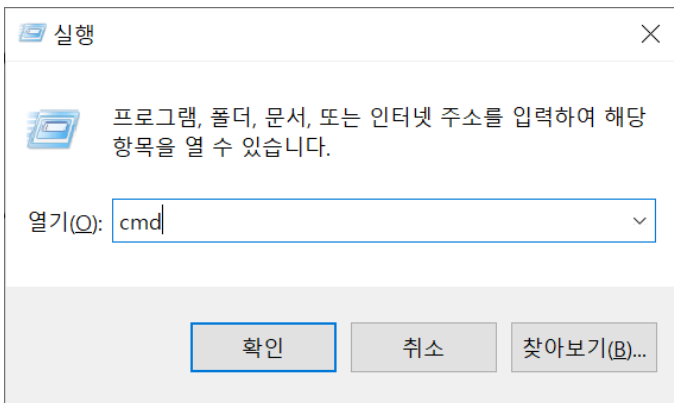 실행
프로그램, 폴더, 문서, 또는 인터넷 주소를 입력하여 해당
항목을 열 수 있습니다.
열기(O): cmd
확인 취소 찾아보기(B)...